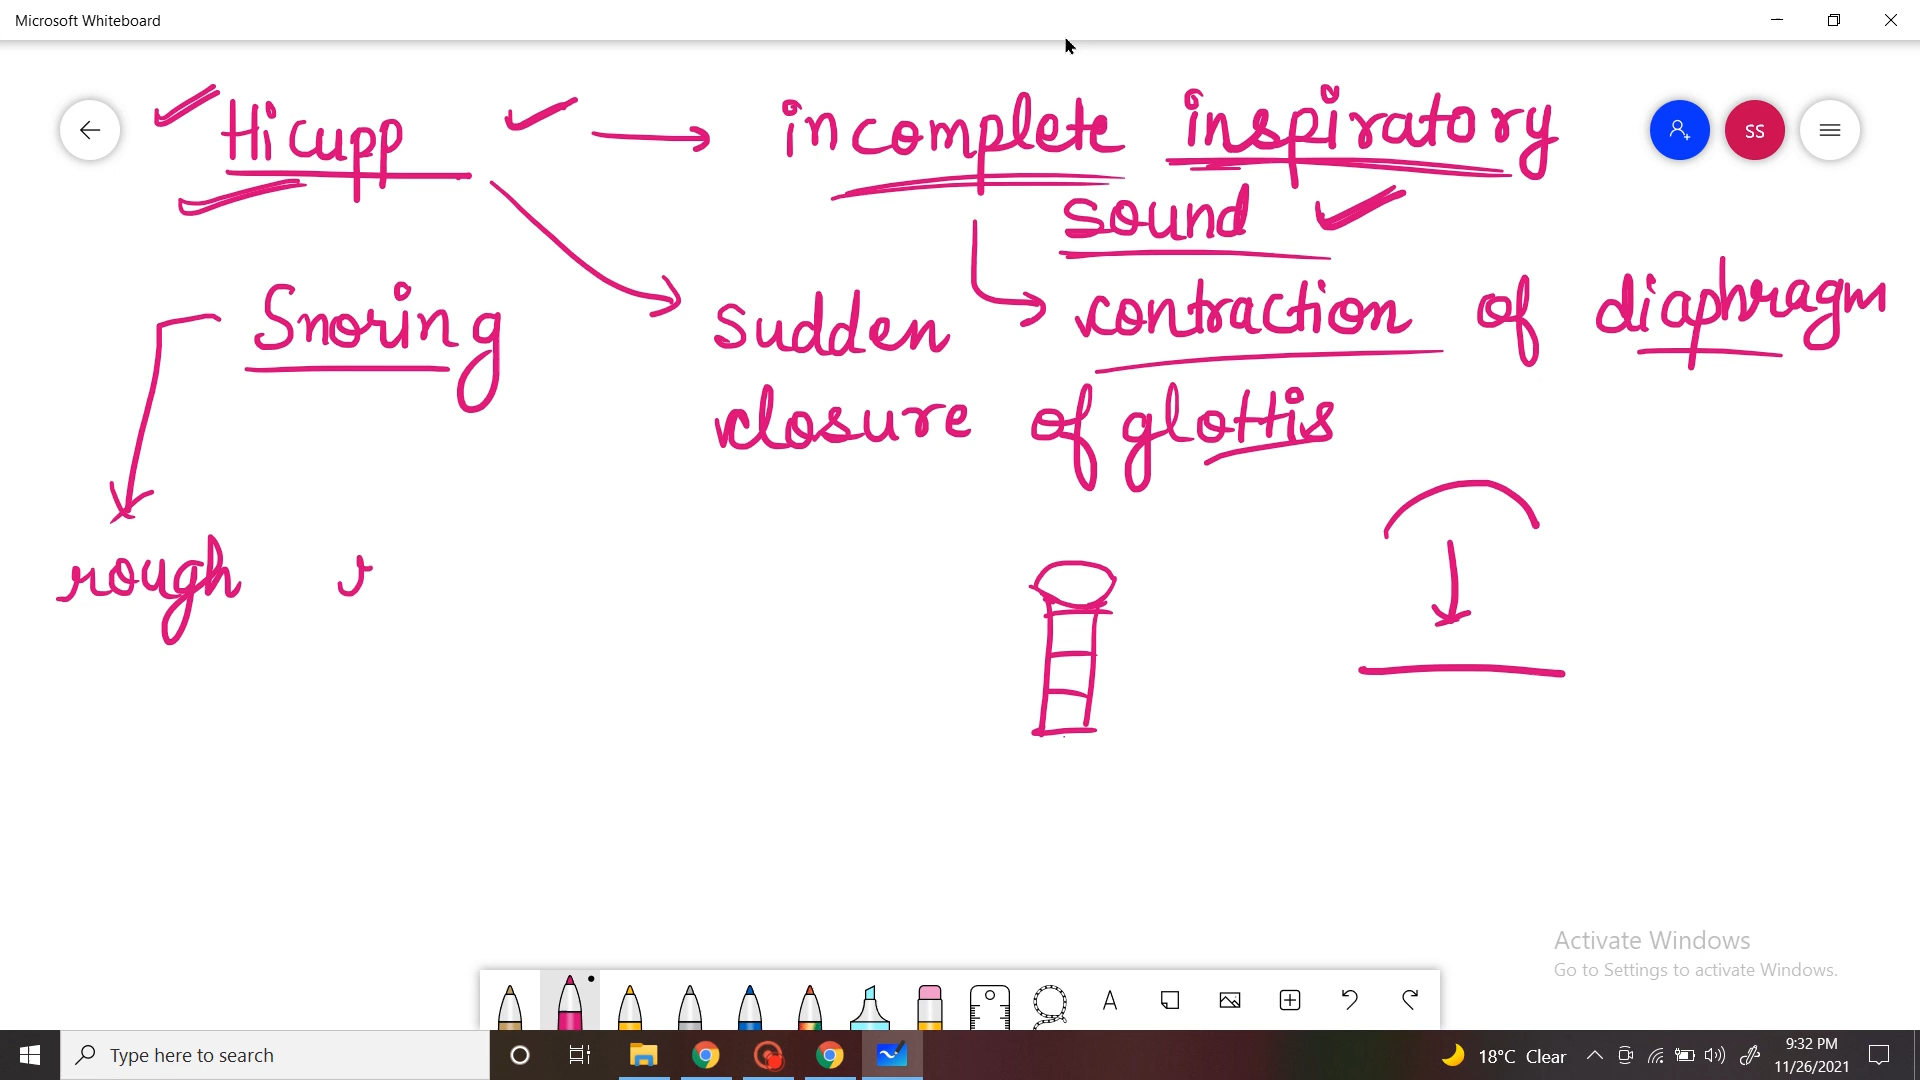 Microsoft Whiteboard
Hicupp → incomplete inspiratory
sound
SS
Snoring
sudden contraction of diaphragm
closure of glottis
rough
Activate Windows
Go to Settings to activate Windows.
A
Type here to search
18°C Clear
9:32 PM
11/26/2021